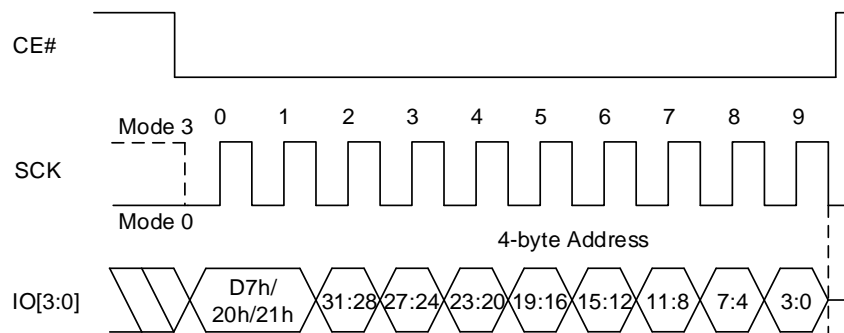 CE#
0 1 2 3 4 5 6 7 8 9
Mode 3
SCK
Mode 0
4-byte Address
IO[3:0]
D7h/
20h/21h
31:28 27:24 23:20 19:16 15:12 11:8 7:4 3:0